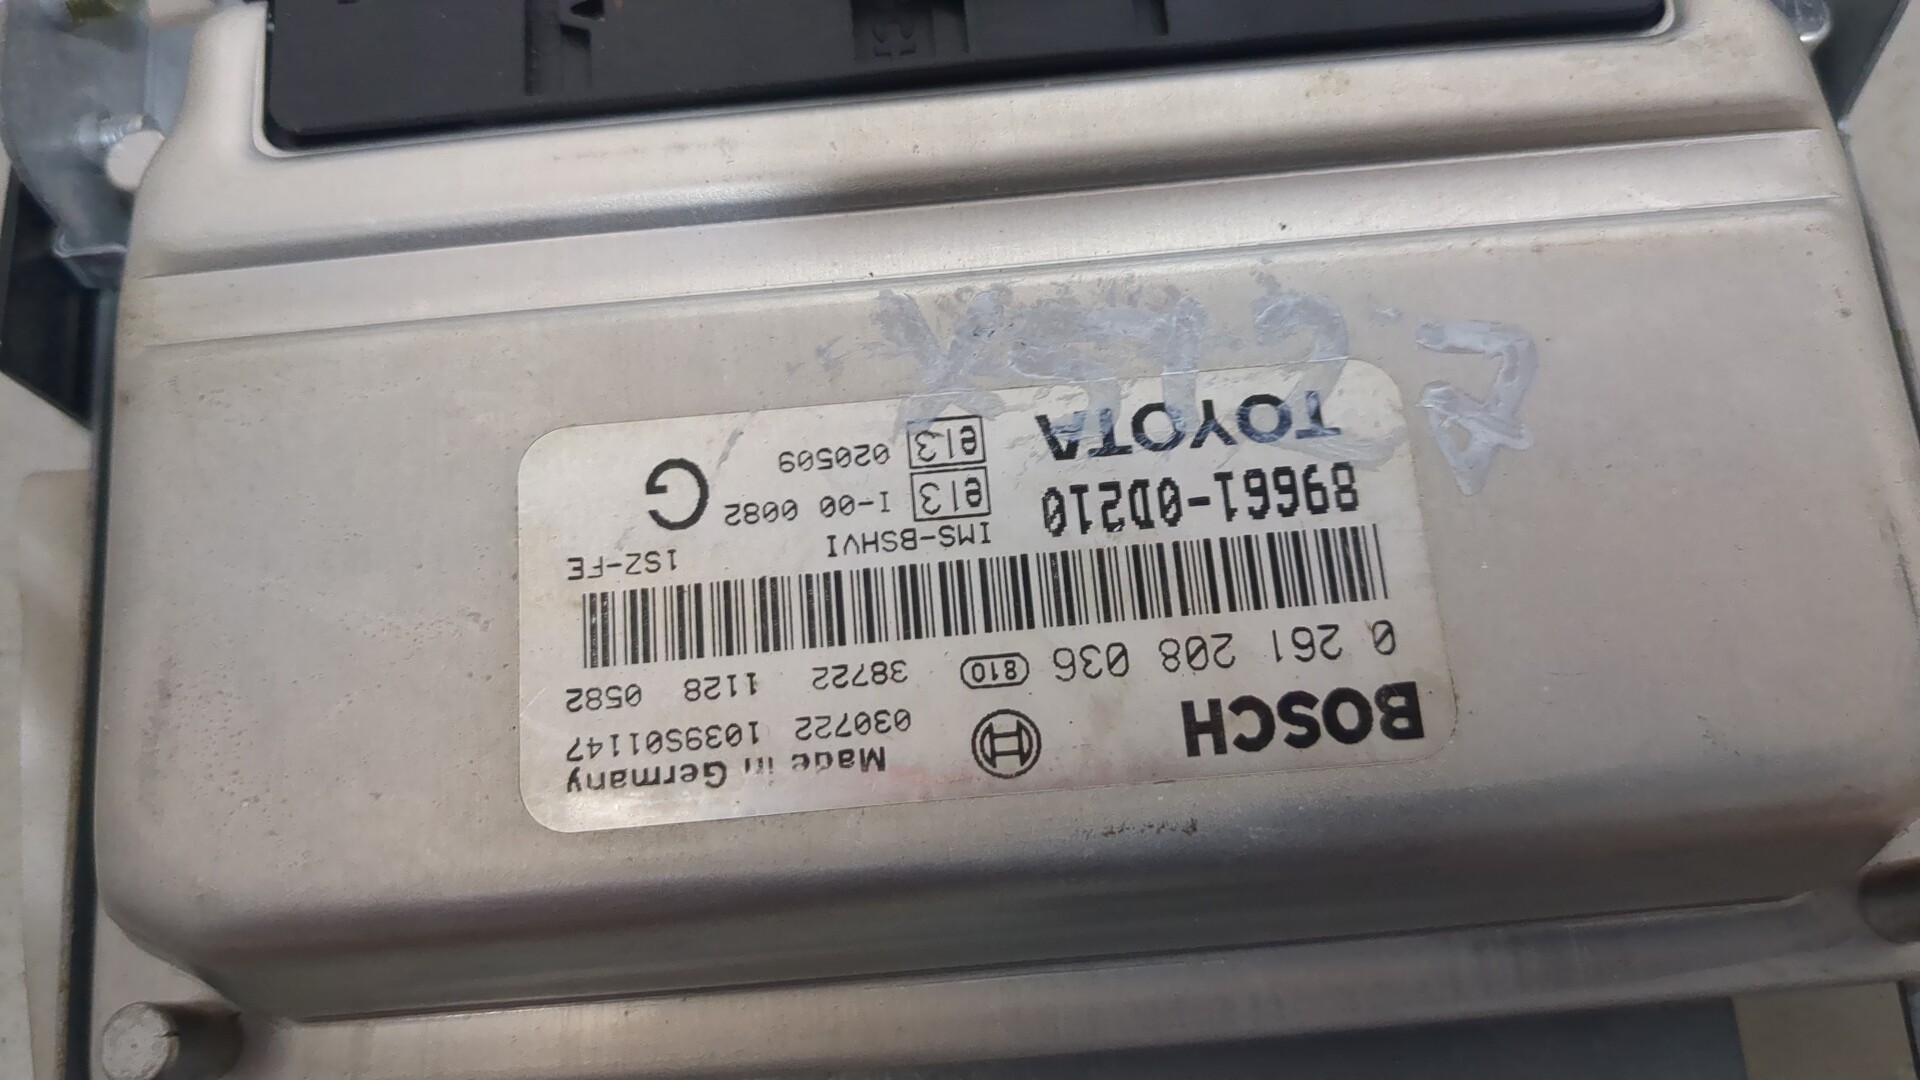 BOSCH
Made in Germany
030722 1039S01147
0 261 208 036 810 38722 1128 0582
IMS-BSHVI 1SZ-FE
89661-0D210 e13 I-00 0082 G
TOYOTA e13 020509